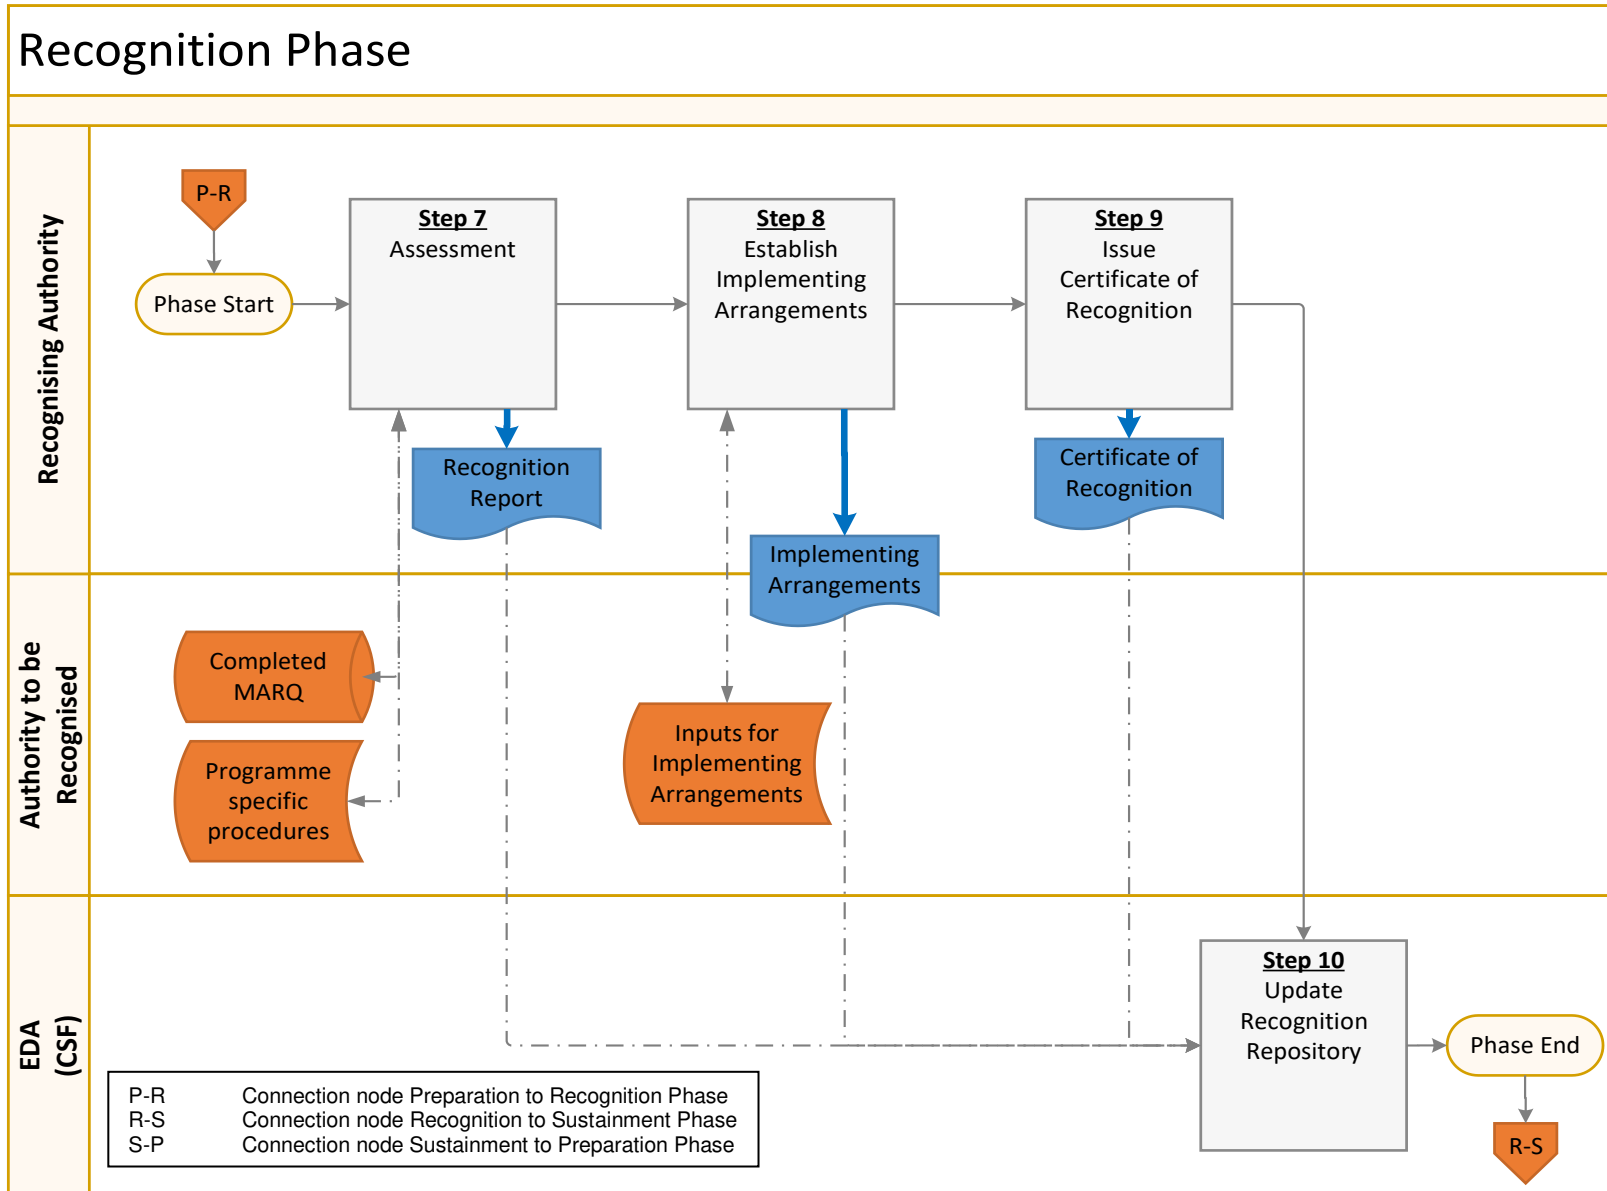 Recognition Phase
Recognising Authority
P-R
Phase Start
Step 7
Assessment
Step 8
Establish
Implementing
Arrangements
Step 9
Issue
Certificate of
Recognition
Recognition
Report
Certificate of
Recognition
Implementing
Arrangements
Authority to be
Recognised
Completed
MARQ
Programme
specific
procedures
Inputs for
Implementing
Arrangements
EDA
(CSF)
Step 10
Update
Recognition
Repository
Phase End
R-S
P-R Connection node Preparation to Recognition Phase
R-S Connection node Recognition to Sustainment Phase
S-P Connection node Sustainment to Preparation Phase